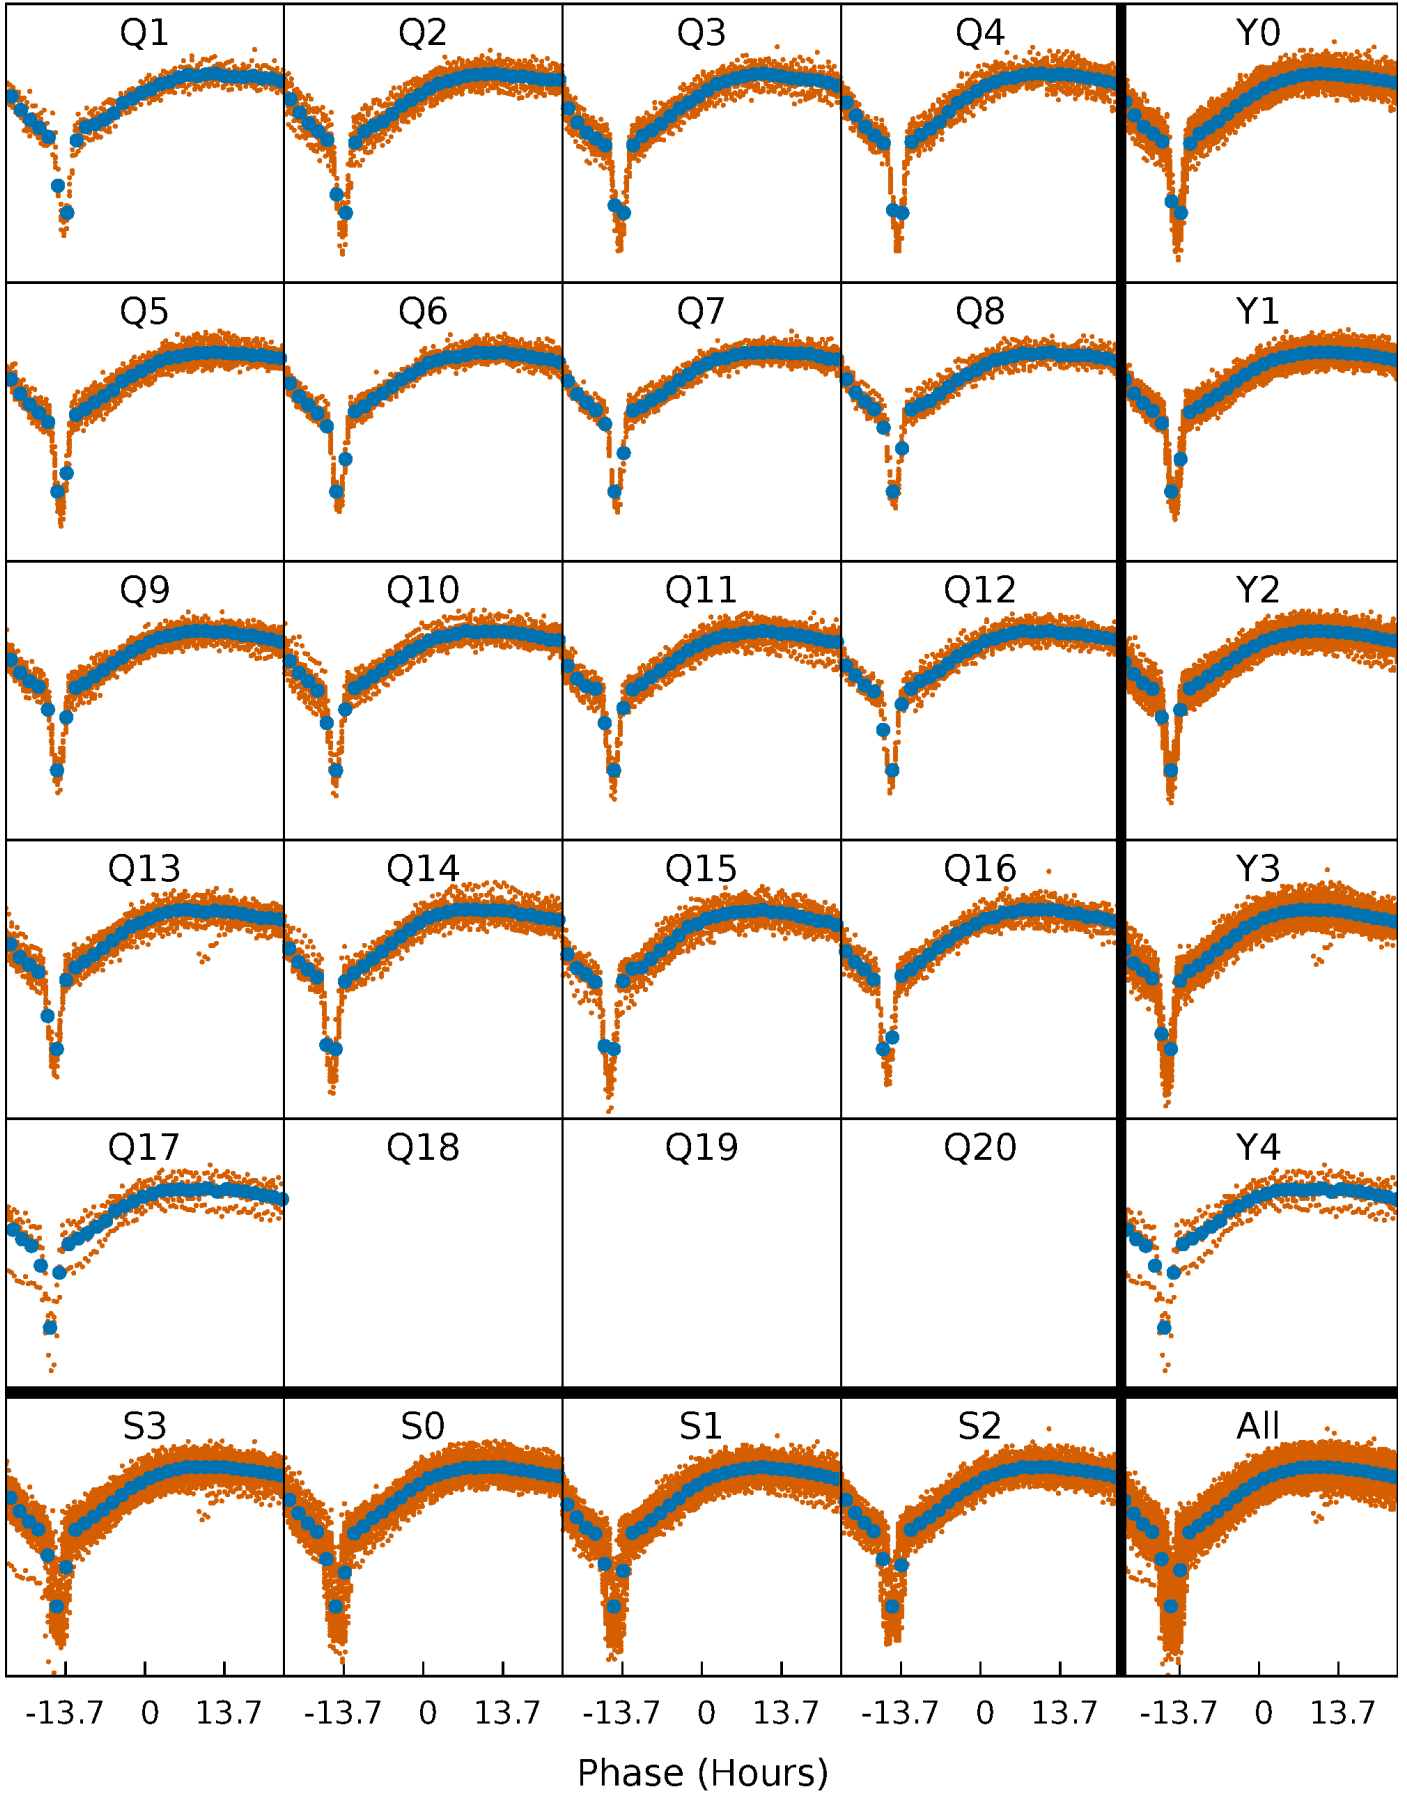 Q1 Q2 Q3 Q4 Y0
Q5 Q6 Q7 Q8 Y1
Q9 Q10 Q11 Q12 Y2
Q13 Q14 Q15 Q16 Y3
Q17 Q18 Q19 Q20 Y4
S3 S0 S1 S2 All
-13.7 0 13.7 -13.7 0 13.7 -13.7 0 13.7 -13.7 0 13.7 -13.7 0 13.7
Phase (Hours)